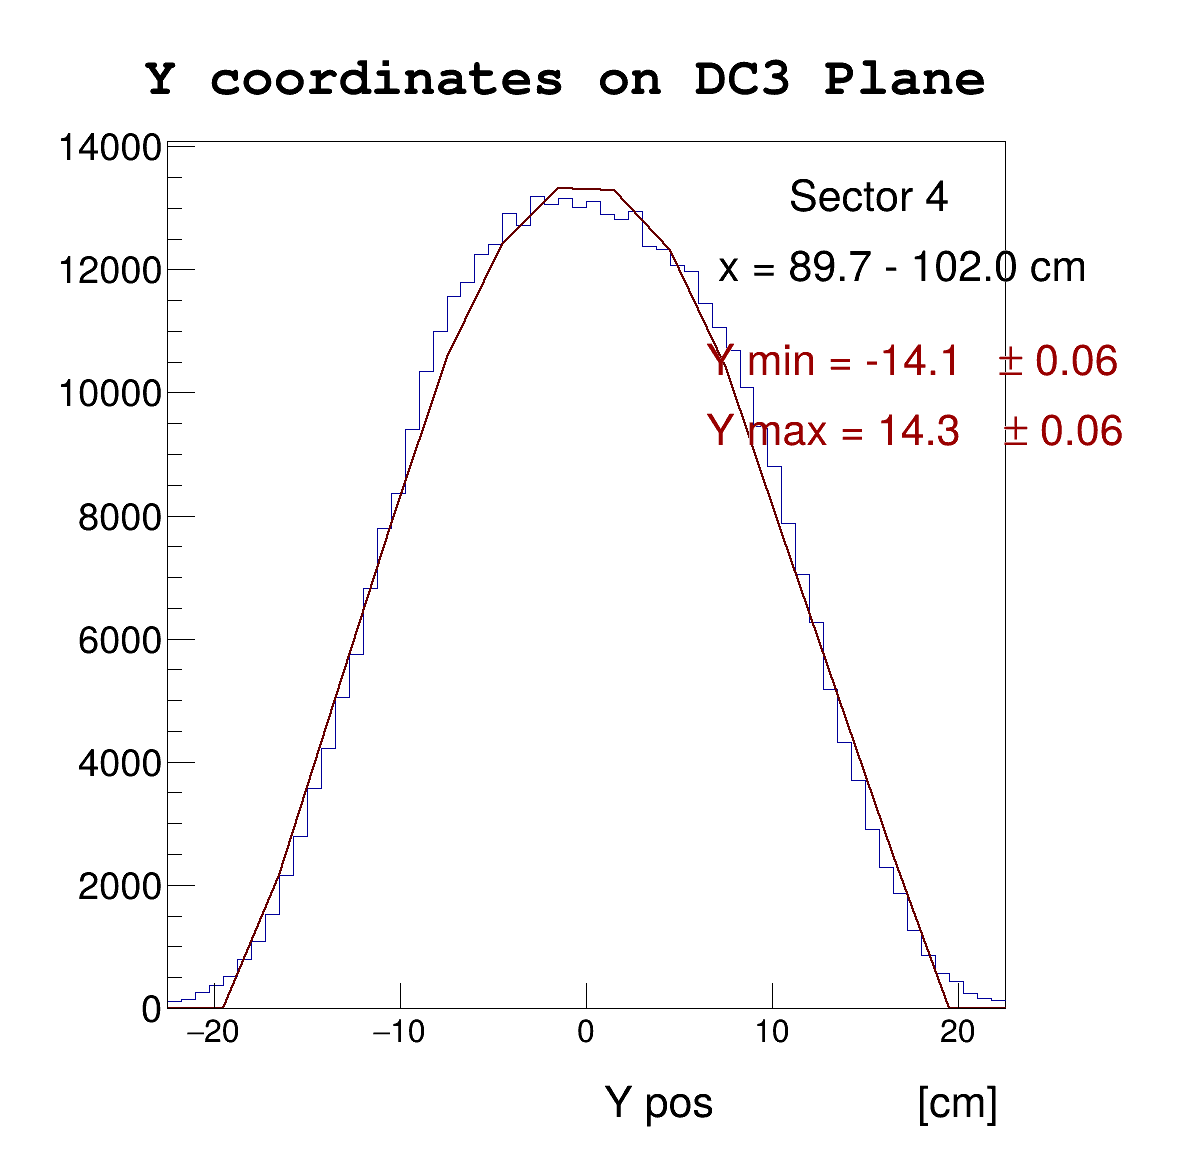 Y coordinates on DC3 Plane
14000
12000
10000
8000
6000
4000
2000
0
Sector 4
x = 89.7 - 102.0 cm
Y min = -14.1 ± 0.06
Y max = 14.3 ± 0.06
−20 −10 0 10 20
Y pos [cm]